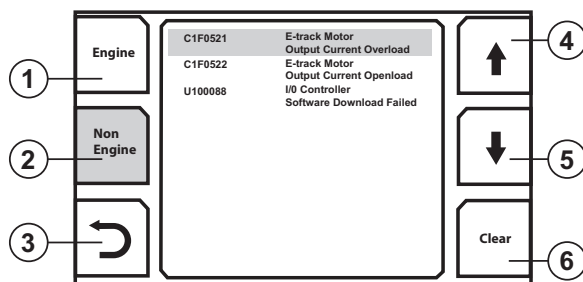 Engine
Non
Engine
C1F0521 E-track Motor
Output Current Overload
C1F0522 E-track Motor
Output Current Openload
U100088 I/0 Controller
Software Download Failed
Clear
1
2
3
4
5
6